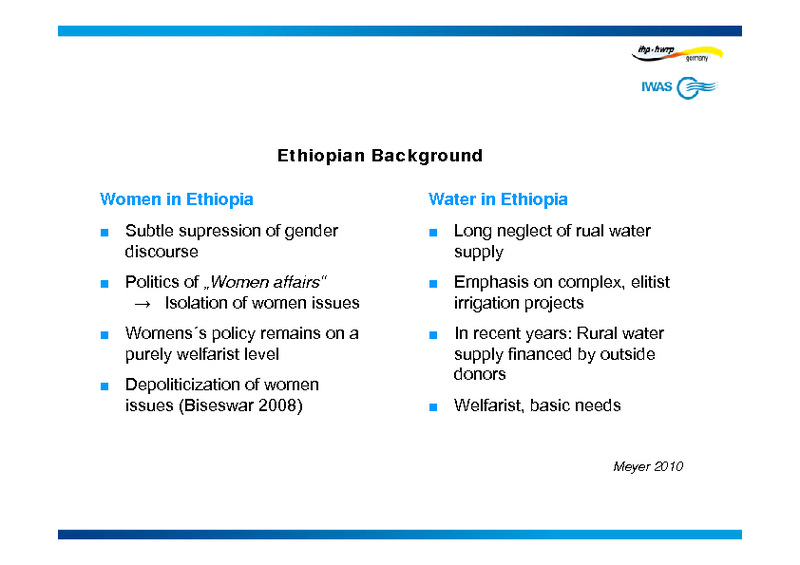 ihp - hwrp
germany
IWAS
Ethiopian Background
Women in Ethiopia
■ Subtle supression of gender
discourse
■ Politics of „Women affairs“
→ Isolation of women issues
■ Womens´s policy remains on a
purely welfarist level
■ Depoliticization of women
issues (Biseswar 2008)
Water in Ethiopia
■ Long neglect of rual water
supply
■ Emphasis on complex, elitist
irrigation projects
■ In recent years: Rural water
supply financed by outside
donors
■ Welfarist, basic needs
Meyer 2010